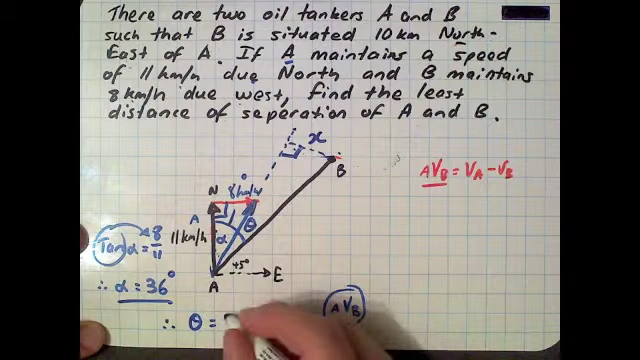 There are two oil tankers A and B
such that B is situated 10 km North-
East of A. If A maintains a speed
of 11 km/h due North and B maintains
8 km/h due west, find the least
distance of seperation of A and B.
x
B
AVB = VA - VB
N
8 km/h
A
θ
11 km/h
α
45°
E
A
Tan α = 8/11
∴ α = 36°
∴ θ =
AVB